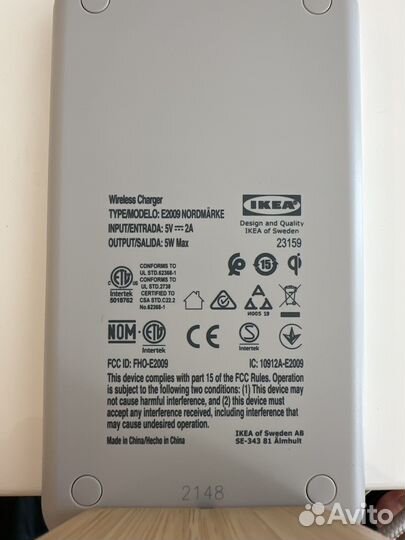 Wireless Charger
TYPE/MODELO: E2009 NORDMÄRKE
INPUT/ENTRADA: 5V ⎓ 2A
OUTPUT/SALIDA: 5W Max
IKEA
Design and Quality
IKEA of Sweden
23159
ETL
Intertek
5018762
CONFORMS TO
UL STD.62368-1
UL STD.2738
CERTIFIED TO
CSA STD.C22.2
No.62368-1
15
N005 Z2
NOM
Intertek
CE
S
Intertek
FCC ID: FHO-E2009
IC: 10912A-E2009
This device complies with part 15 of the FCC Rules. Operation
is subject to the following two conditions: (1) This device may
not cause harmful interference, and (2) this device must
accept any interference received, including interference that may
cause undesired operation.
Made in China/Hecho in China
IKEA of Sweden AB
SE-343 81 Älmhult
2148
Avito